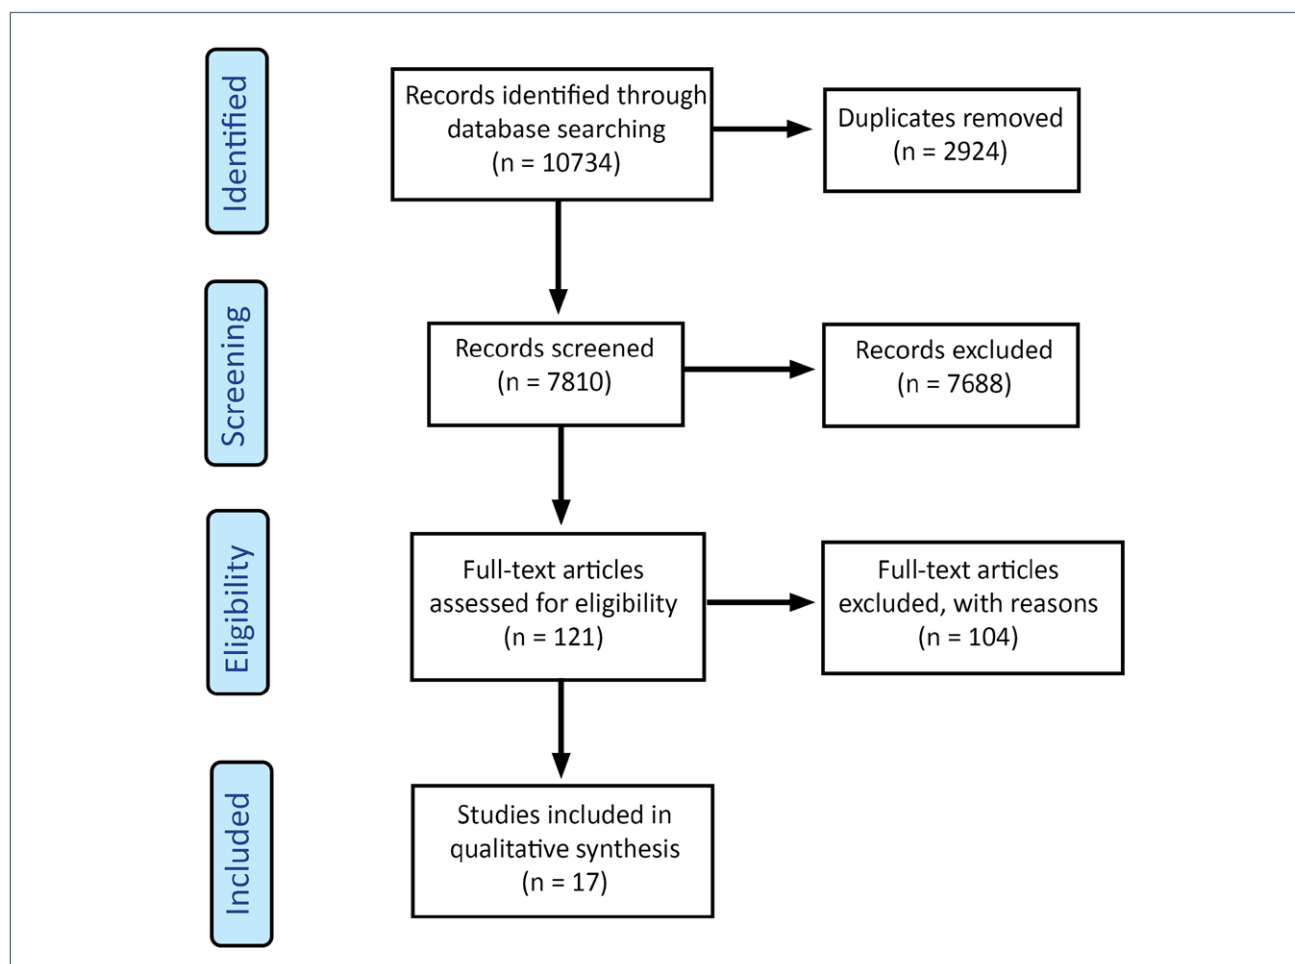 Identified
Records identified through
database searching
(n = 10734)
Duplicates removed
(n = 2924)
Screening
Records screened
(n = 7810)
Records excluded
(n = 7688)
Eligibility
Full-text articles
assessed for eligibility
(n = 121)
Full-text articles
excluded, with reasons
(n = 104)
Included
Studies included in
qualitative synthesis
(n = 17)